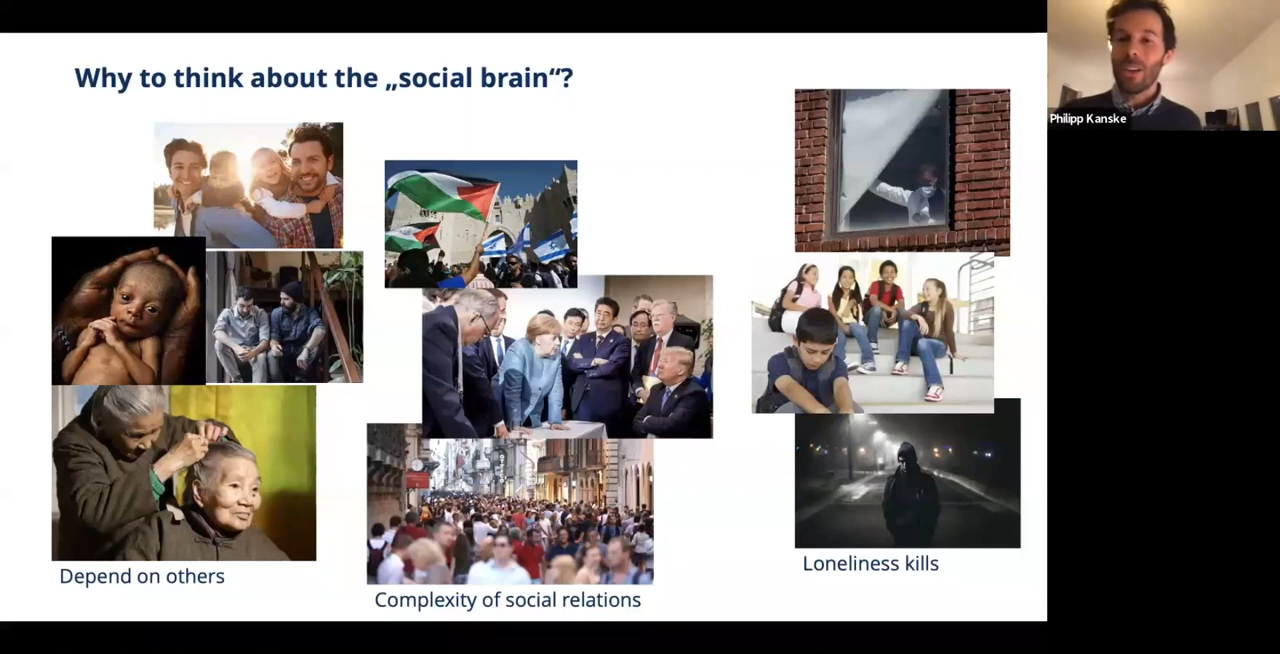 Why to think about the „social brain“?
Philipp Kanske
Depend on others
Complexity of social relations
Loneliness kills